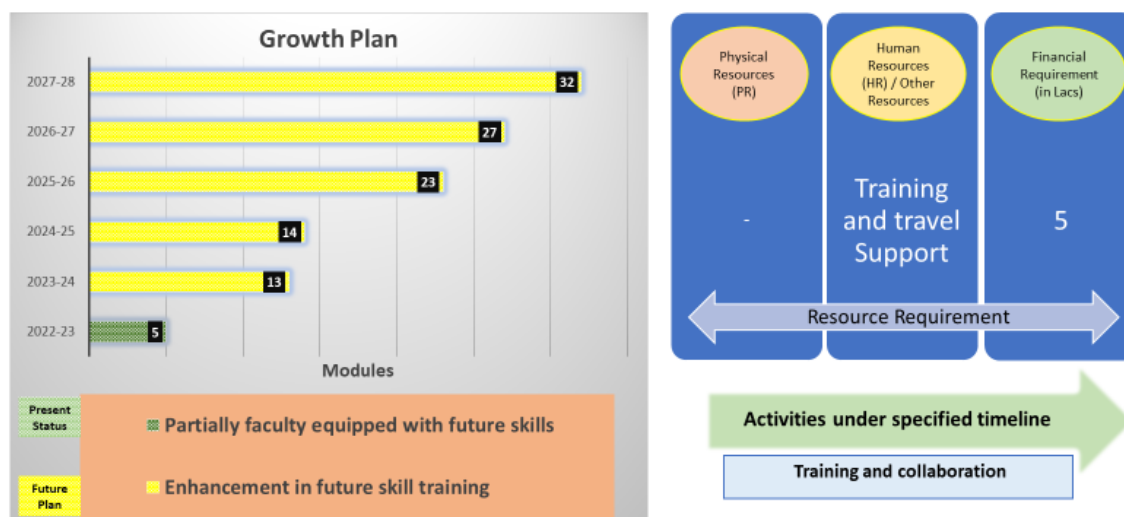 Growth Plan
2027-28
32
2026-27
27
2025-26
23
2024-25
14
2023-24
13
2022-23
5
Modules
Present
Status
Partially faculty equipped with future skills
Future
Plan
Enhancement in future skill training
Physical
Resources
(PR)
Human
Resources
(HR) / Other
Resources
Financial
Requirement
(in Lacs)
-
Training
and travel
Support
5
Resource Requirement
Activities under specified timeline
Training and collaboration